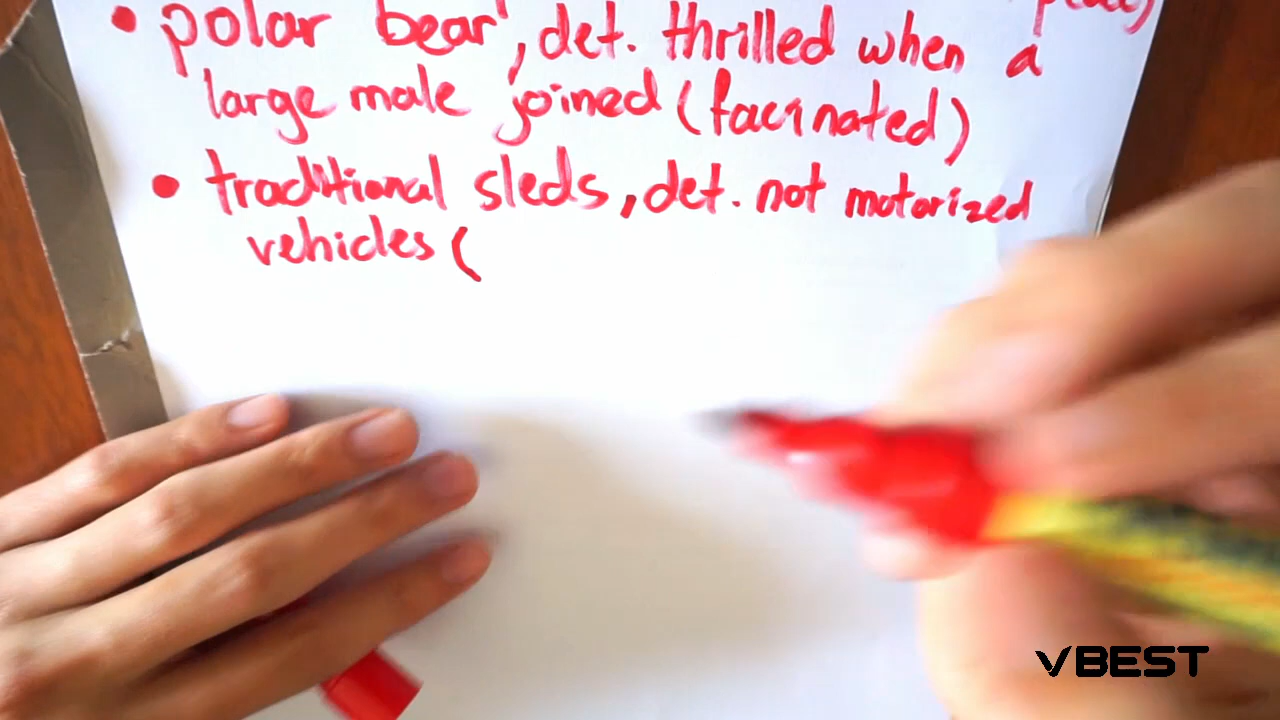 • polar bear, det. thrilled when a
large male joined (facinated)
• traditional sleds, det. not motorized
vehicles (
VBEST